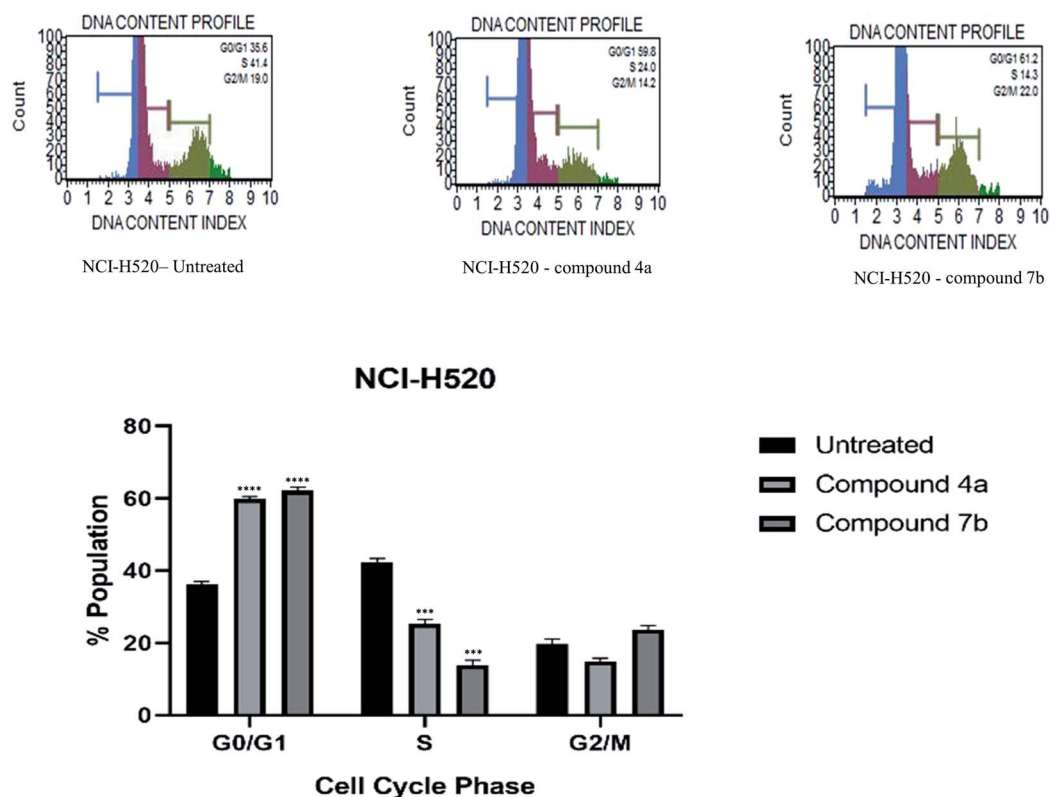 DNA CONTENT PROFILE
G0/G1 35.6
S 41.4
G2/M 19.0
Count
100
90
80
70
60
50
40
30
20
10
0
0 1 2 3 4 5 6 7 8 9 10
DNA CONTENT INDEX
NCI-H520– Untreated
DNA CONTENT PROFILE
G0/G1 59.8
S 24.0
G2/M 14.2
Count
100
90
80
70
60
50
40
30
20
10
0
0 1 2 3 4 5 6 7 8 9 10
DNA CONTENT INDEX
NCI-H520 - compound 4a
DNA CONTENT PROFILE
G0/G1 61.2
S 14.3
G2/M 22.0
Count
100
90
80
70
60
50
40
30
20
10
0
0 1 2 3 4 5 6 7 8 9 10
DNA CONTENT INDEX
NCI-H520 - compound 7b
NCI-H520
% Population
80
60
40
20
0
**** ****
***
***
G0/G1 S G2/M
Cell Cycle Phase
Untreated
Compound 4a
Compound 7b